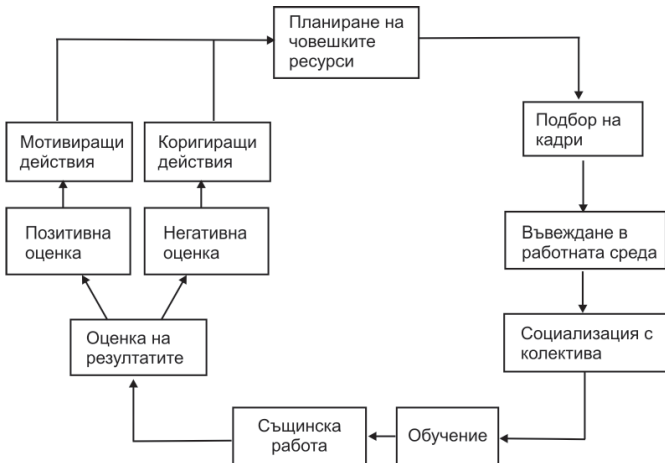 Планиране на
човешките
ресурси
Подбор на
кадри
Въвеждане в
работната среда
Социализация с
колектива
Обучение
Същинска
работа
Оценка на
резултатите
Позитивна
оценка
Негативна
оценка
Мотивиращи
действия
Коригиращи
действия